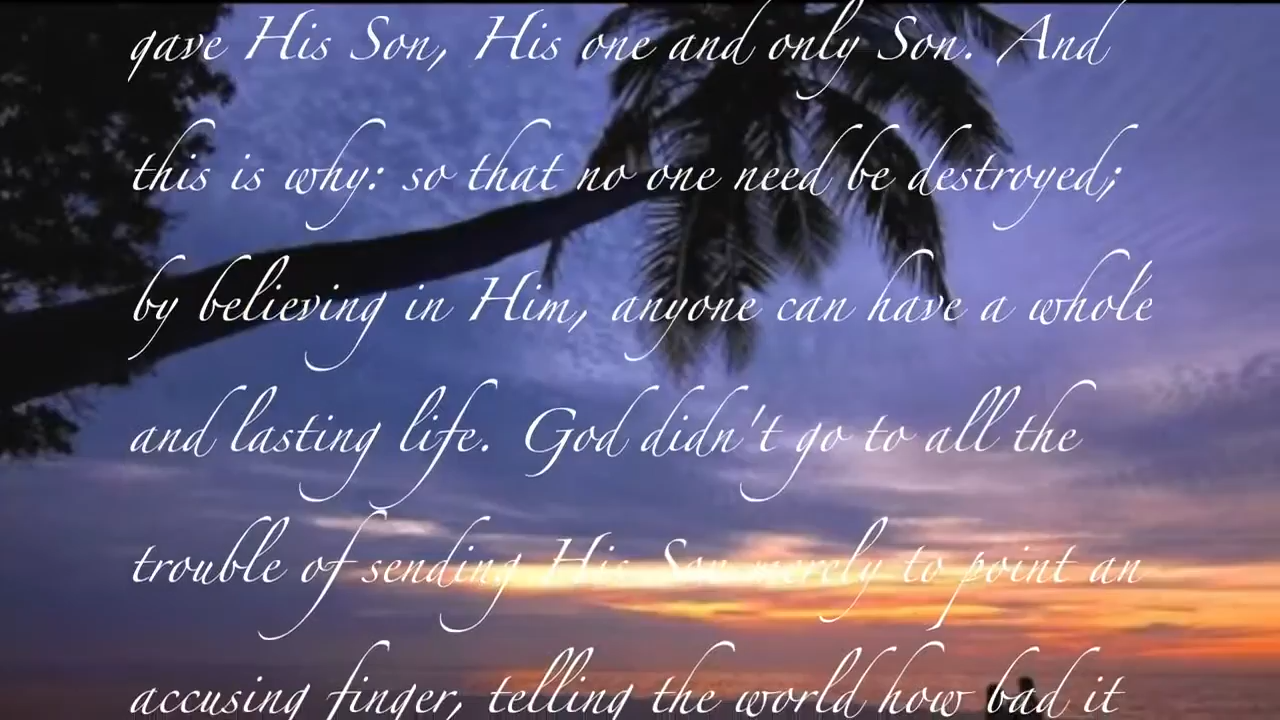 gave His Son, His one and only Son. And
this is why: so that no one need be destroyed;
by believing in Him, anyone can have a whole
and lasting life. God didn't go to all the
trouble of sending His Son merely to point an
accusing finger, telling the world how bad it